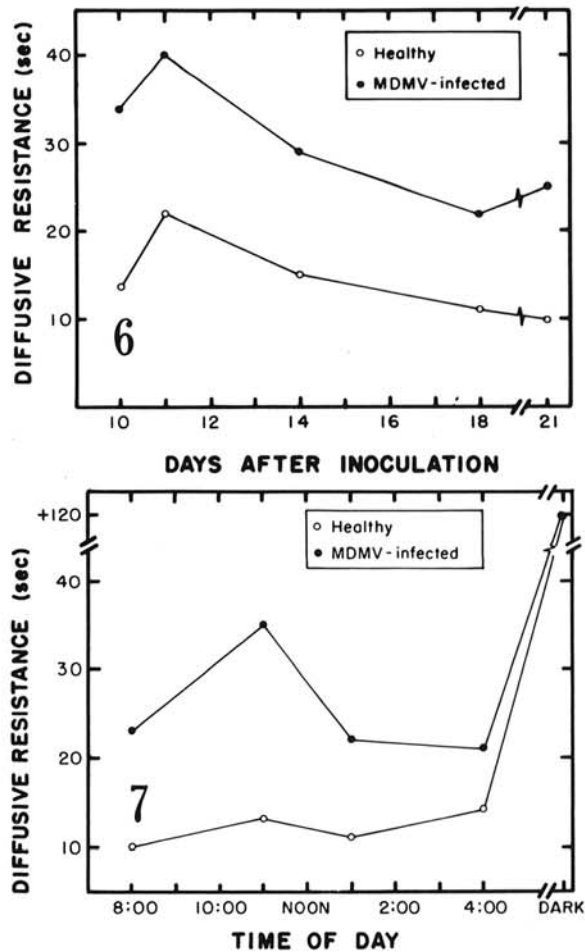 DIFFUSIVE RESISTANCE (sec)
40
30
20
10
Healthy
MDMV-infected
6
10 12 14 16 18 21
DAYS AFTER INOCULATION
DIFFUSIVE RESISTANCE (sec)
+120
40
30
20
10
Healthy
MDMV-infected
7
8:00 10:00 NOON 2:00 4:00 DARK
TIME OF DAY